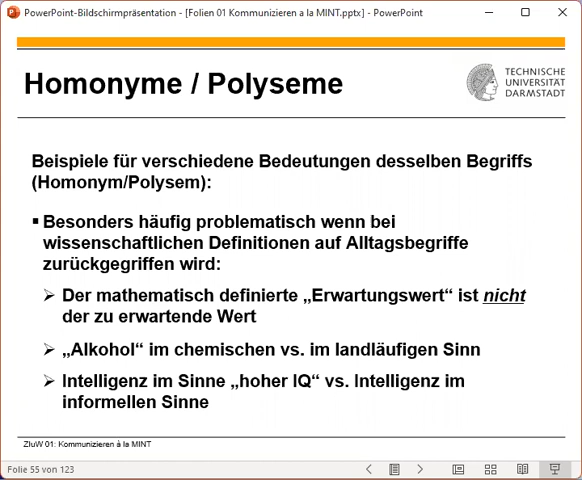 PowerPoint-Bildschirmpräsentation - [Folien 01 Kommunizieren a la MINT.pptx] - PowerPoint
Homonyme / Polyseme
TECHNISCHE
UNIVERSITÄT
DARMSTADT
Beispiele für verschiedene Bedeutungen desselben Begriffs
(Homonym/Polysem):
▪ Besonders häufig problematisch wenn bei
wissenschaftlichen Definitionen auf Alltagsbegriffe
zurückgegriffen wird:
➢ Der mathematisch definierte „Erwartungswert“ ist nicht
der zu erwartende Wert
➢ „Alkohol“ im chemischen vs. im landläufigen Sinn
➢ Intelligenz im Sinne „hoher IQ“ vs. Intelligenz im
informellen Sinne
ZIuW 01: Kommunizieren à la MINT
Folie 55 von 123